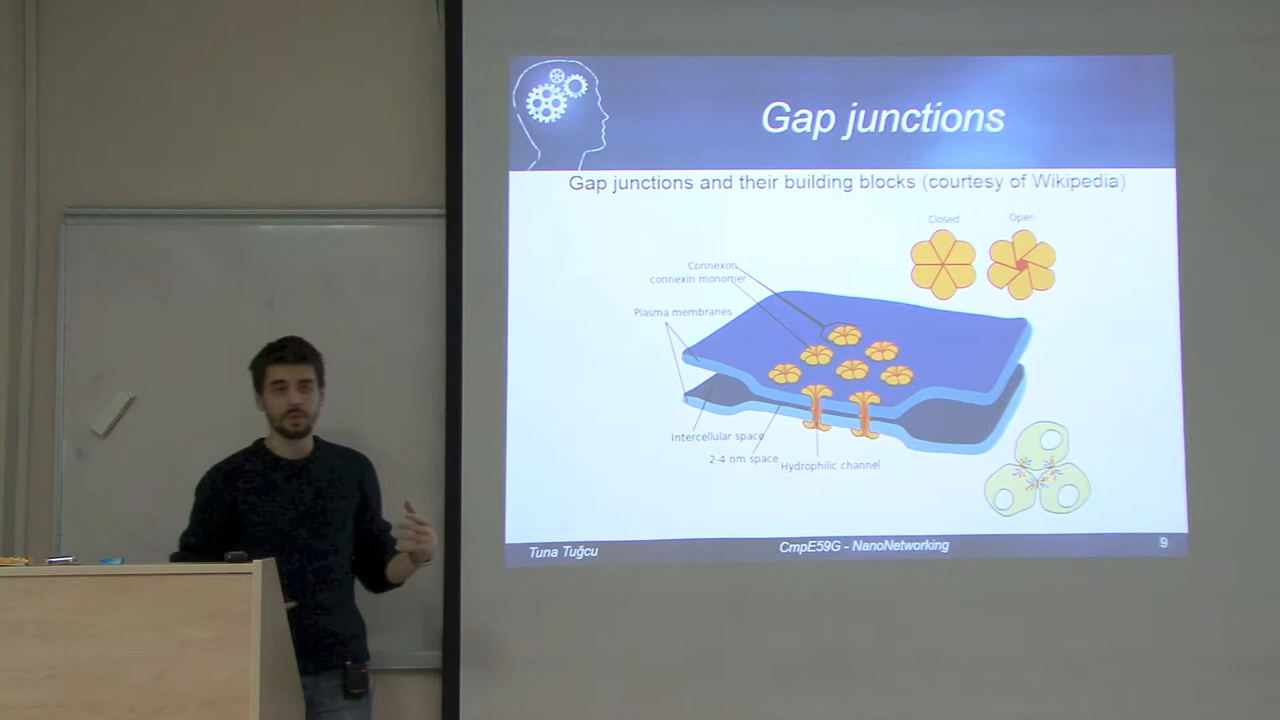 Gap junctions
Gap junctions and their building blocks (courtesy of Wikipedia)
Closed
Open
Connexon
connexin monomer
Plasma membranes
Intercellular space
2-4 nm space
Hydrophilic channel
Tuna Tuğcu
CmpE59G - NanoNetworking
9